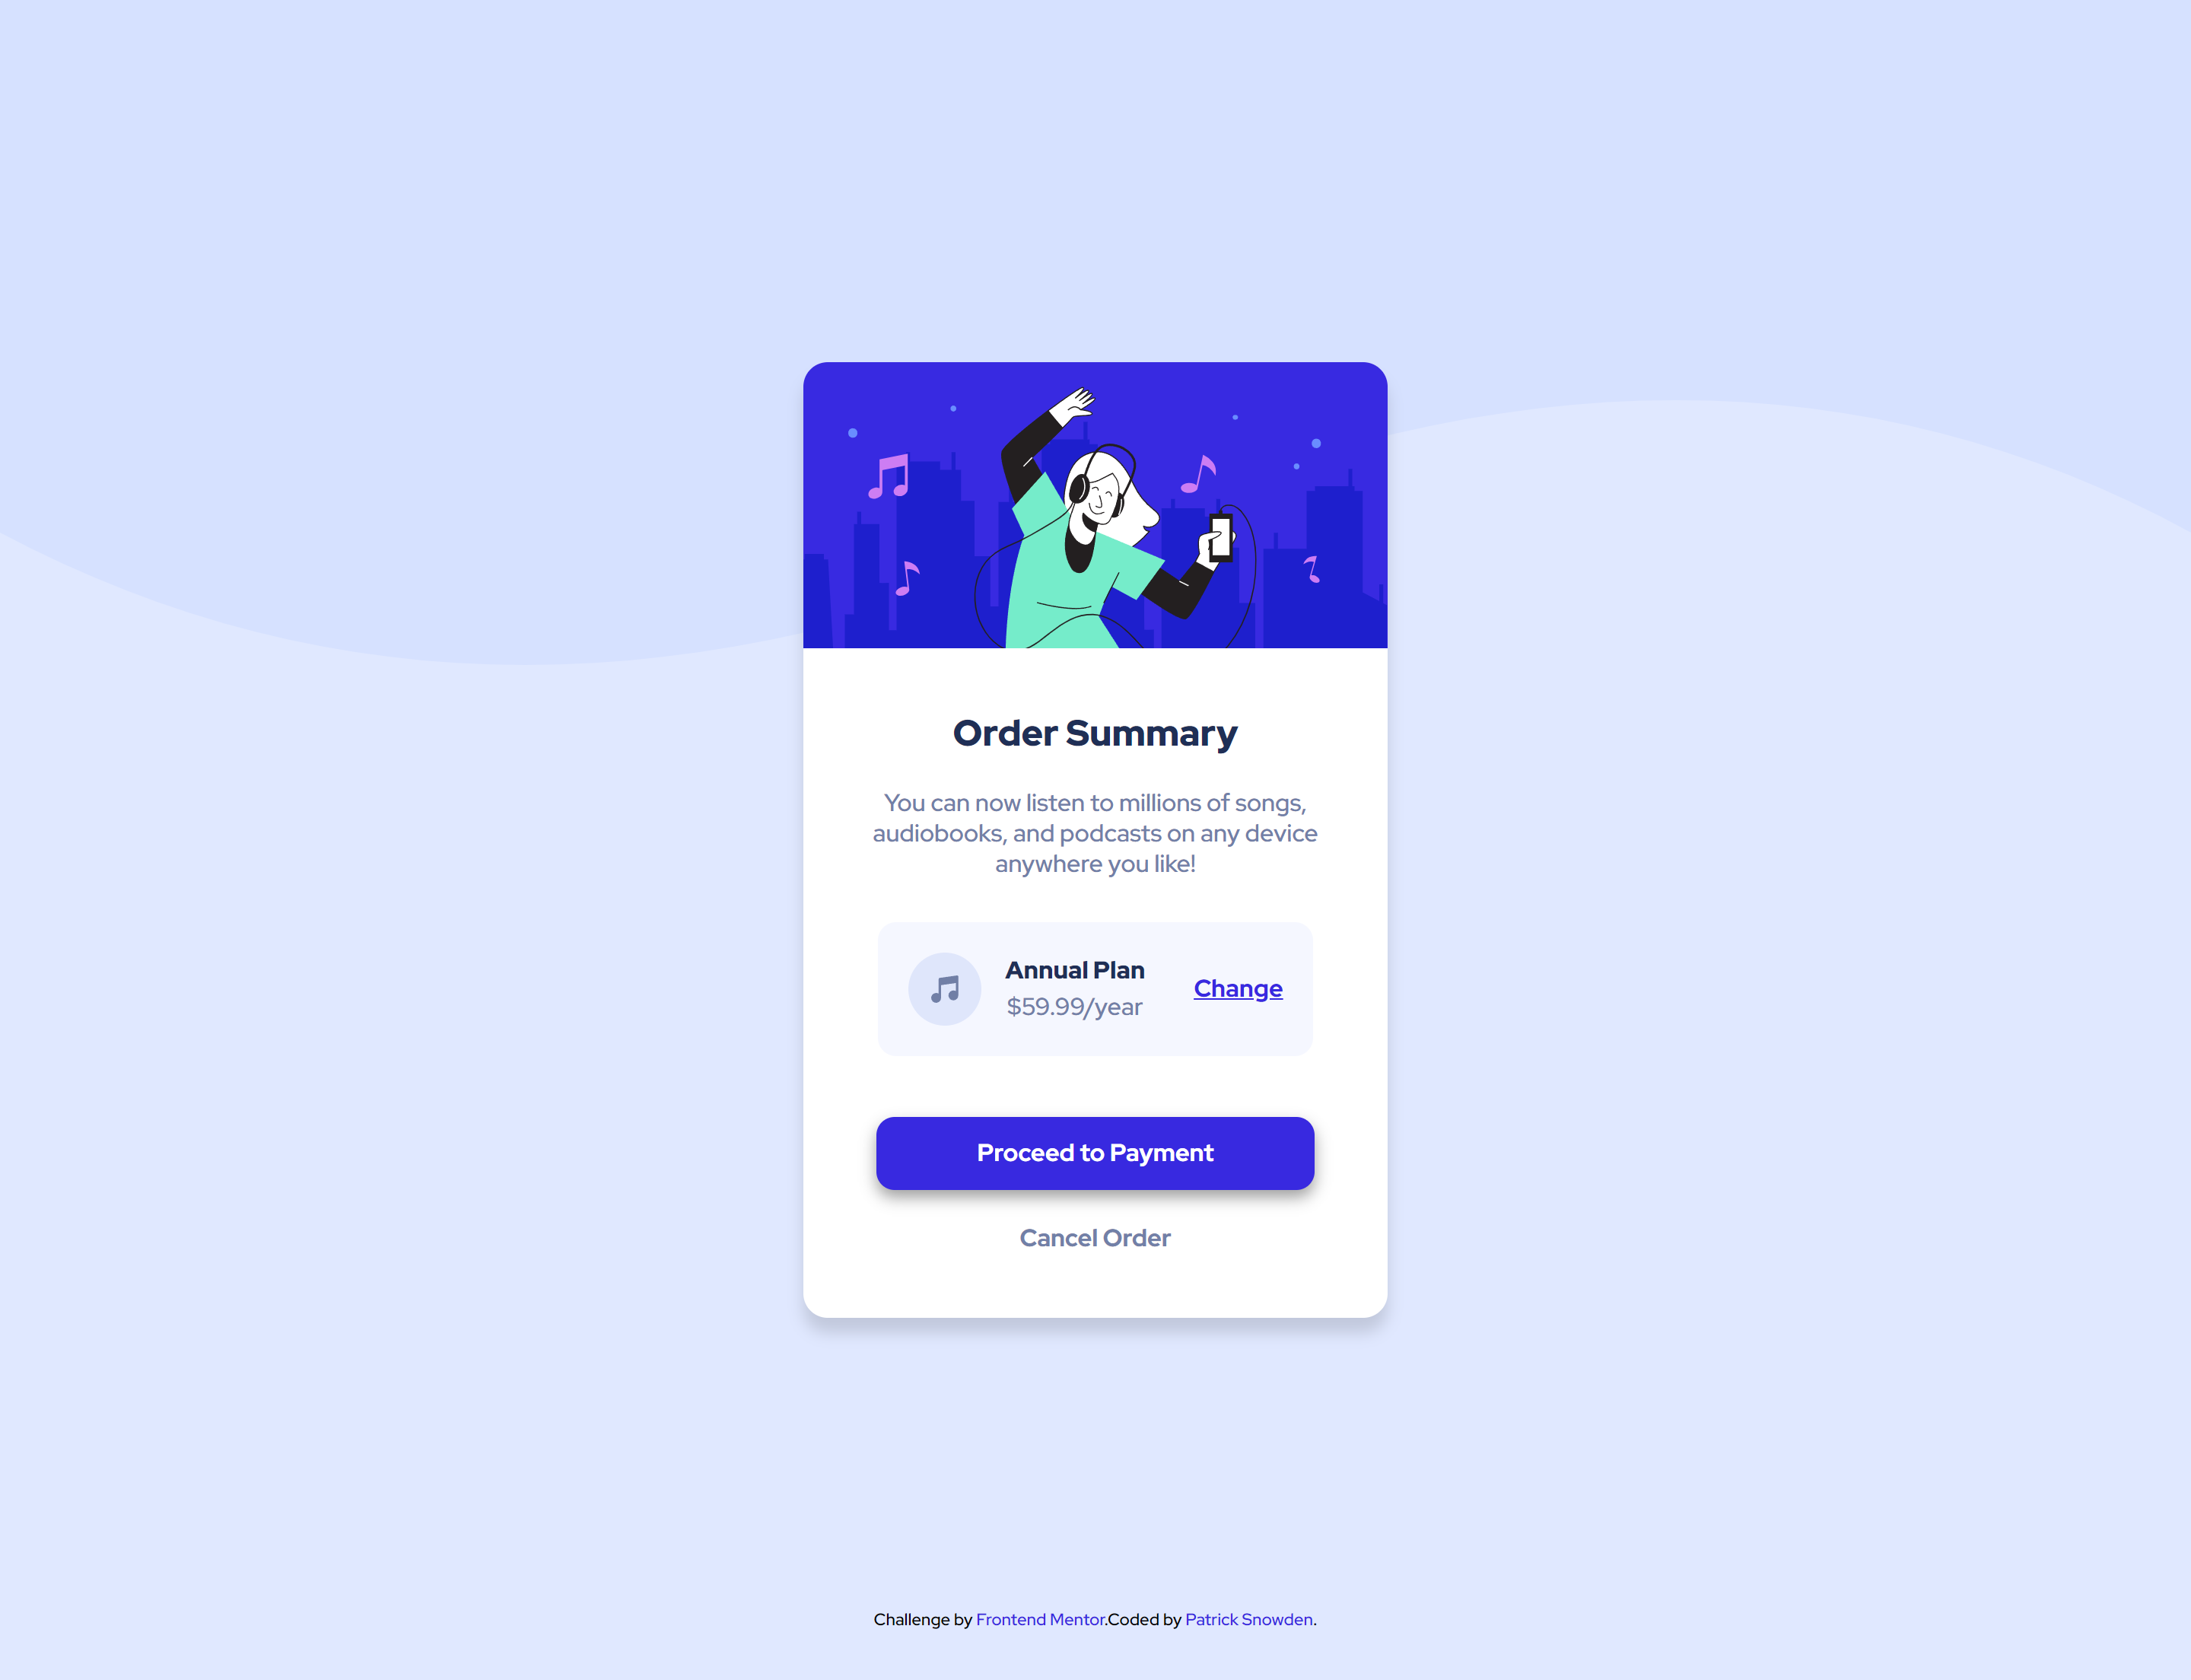 Order Summary
You can now listen to millions of songs,
audiobooks, and podcasts on any device
anywhere you like!
Annual Plan
$59.99/year
Change
Proceed to Payment
Cancel Order
Challenge by Frontend Mentor.Coded by Patrick Snowden.